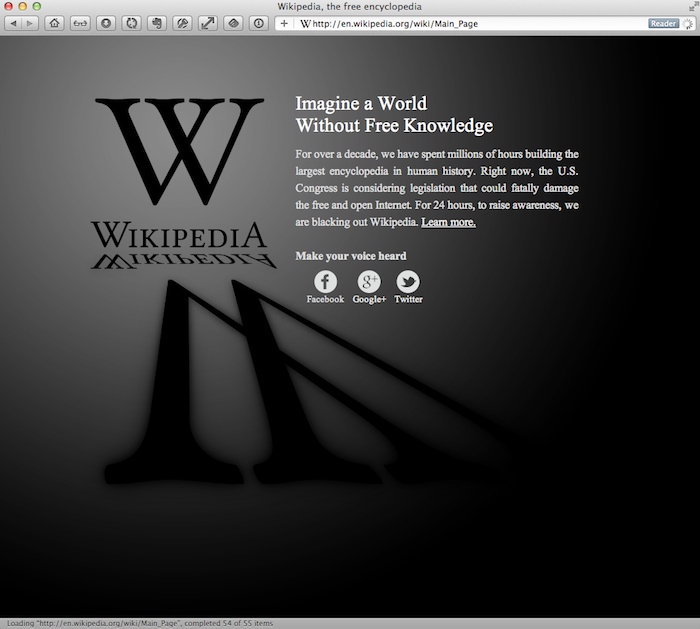 Wikipedia, the free encyclopedia
W http://en.wikipedia.org/wiki/Main_Page Reader
W
WIKIPEDIA
Imagine a World
Without Free Knowledge
For over a decade, we have spent millions of hours building the
largest encyclopedia in human history. Right now, the U.S.
Congress is considering legislation that could fatally damage
the free and open Internet. For 24 hours, to raise awareness, we
are blacking out Wikipedia. Learn more.
Make your voice heard
Facebook Google+ Twitter
Loading "http://en.wikipedia.org/wiki/Main_Page", completed 54 of 55 items